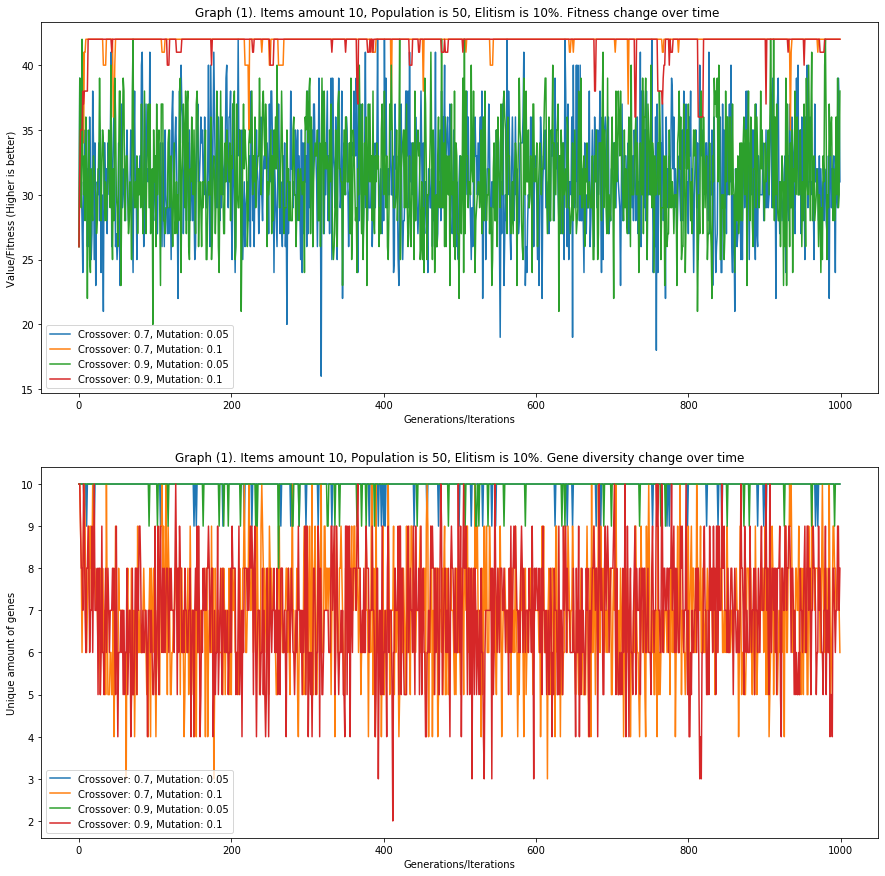 Graph (1). Items amount 10, Population is 50, Elitism is 10%. Fitness change over time
Value/Fitness (Higher is better)
40
35
30
25
20
15
Crossover: 0.7, Mutation: 0.05
Crossover: 0.7, Mutation: 0.1
Crossover: 0.9, Mutation: 0.05
Crossover: 0.9, Mutation: 0.1
0 200 400 600 800 1000
Generations/Iterations
Graph (1). Items amount 10, Population is 50, Elitism is 10%. Gene diversity change over time
Unique amount of genes
10
9
8
7
6
5
4
3
2
Crossover: 0.7, Mutation: 0.05
Crossover: 0.7, Mutation: 0.1
Crossover: 0.9, Mutation: 0.05
Crossover: 0.9, Mutation: 0.1
0 200 400 600 800 1000
Generations/Iterations